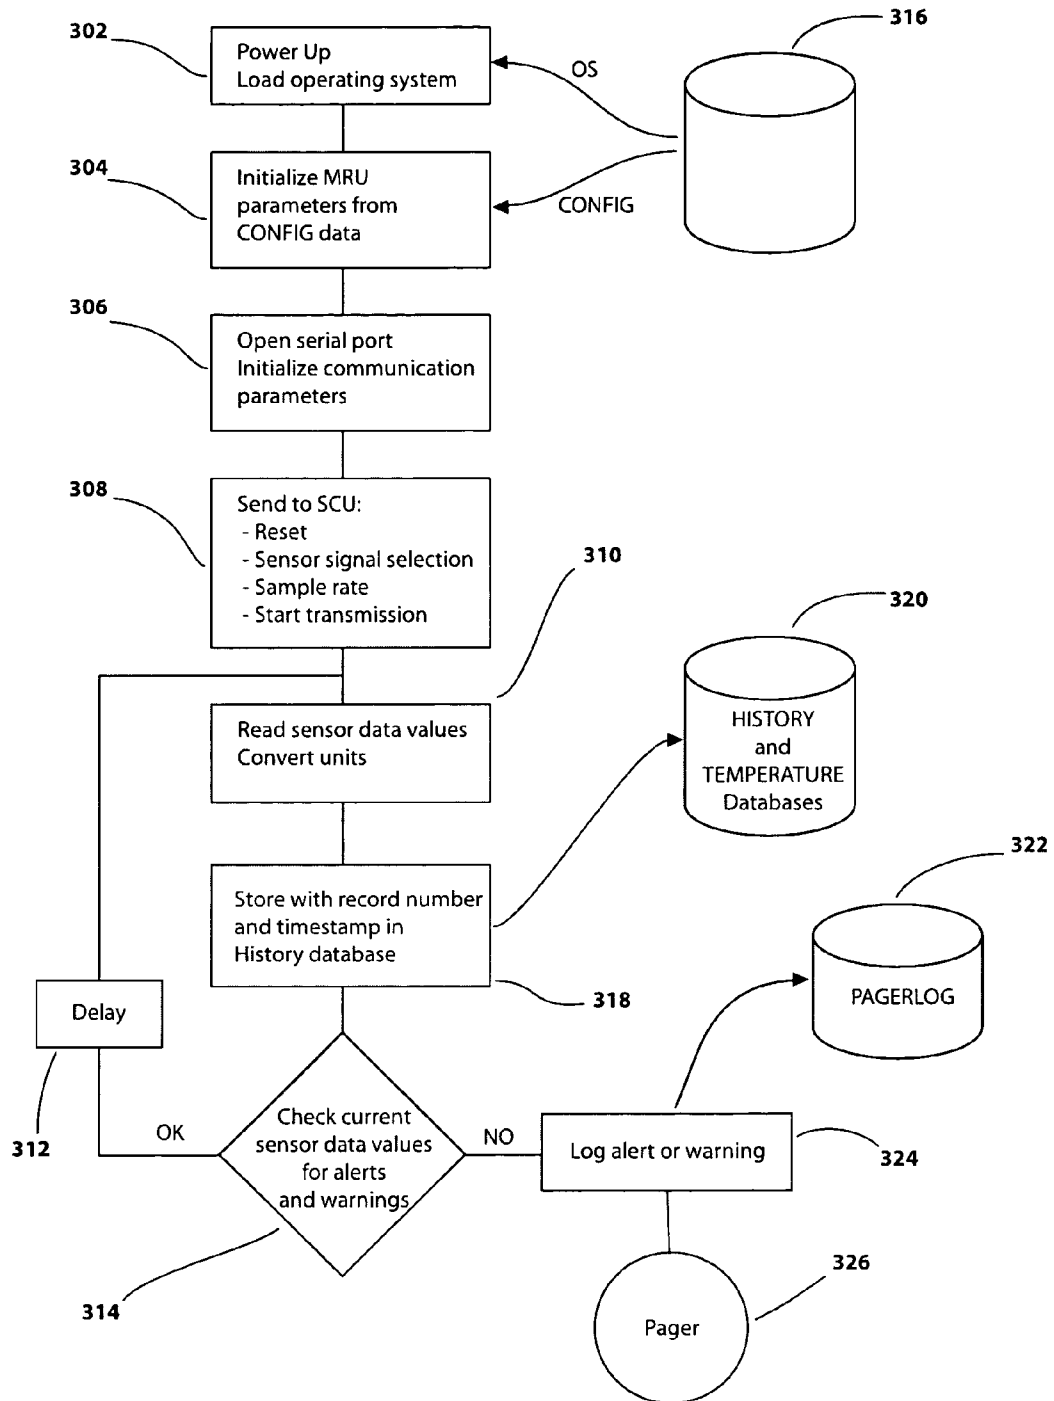 302
316
Power Up
Load operating system
OS
304
Initialize MRU
parameters from
CONFIG data
CONFIG
306
Open serial port
Initialize communication
parameters
308
Send to SCU:
- Reset
- Sensor signal selection
- Sample rate
- Start transmission
310
320
Read sensor data values
Convert units
HISTORY
and
TEMPERATURE
Databases
322
Store with record number
and timestamp in
History database
318
PAGERLOG
Delay
312
OK
Check current
sensor data values
for alerts
and warnings
NO
Log alert or warning
324
314
326
Pager